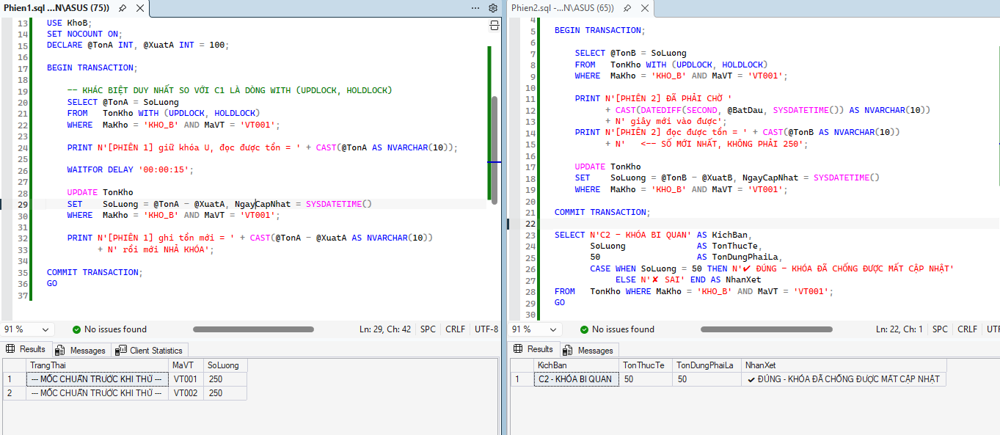 Phien1.sql ...N\ASUS (75))
13 USE KhoB;
14 SET NOCOUNT ON;
15 DECLARE @TonA INT, @XuatA INT = 100;
16
17 BEGIN TRANSACTION;
18
19 -- KHÁC BIỆT DUY NHẤT SO VỚI C1 LÀ DÒNG WITH (UPDLOCK, HOLDLOCK)
20 SELECT @TonA = SoLuong
21 FROM TonKho WITH (UPDLOCK, HOLDLOCK)
22 WHERE MaKho = 'KHO_B' AND MaVT = 'VT001';
23
24 PRINT N'[PHIÊN 1] giữ khóa U, đọc được tồn = ' + CAST(@TonA AS NVARCHAR(10));
25
26 WAITFOR DELAY '00:00:15';
27
28 UPDATE TonKho
29 SET SoLuong = @TonA - @XuatA, NgayCapNhat = SYSDATETIME()
30 WHERE MaKho = 'KHO_B' AND MaVT = 'VT001';
31
32 PRINT N'[PHIÊN 1] ghi tồn mới = ' + CAST(@TonA - @XuatA AS NVARCHAR(10))
33 + N' rồi mới NHẢ KHÓA';
34
35 COMMIT TRANSACTION;
36 GO
37
91 %
No issues found
Ln: 29, Ch: 42
SPC
CRLF
UTF-8
Results
Messages
Client Statistics
TrangThai MaVT SoLuong
1 --- MỐC CHUẨN TRƯỚC KHI THỬ --- VT001 250
2 --- MỐC CHUẨN TRƯỚC KHI THỬ --- VT002 250
Phien2.sql -...N\ASUS (65))
4
5 BEGIN TRANSACTION;
6
7 SELECT @TonB = SoLuong
8 FROM TonKho WITH (UPDLOCK, HOLDLOCK)
9 WHERE MaKho = 'KHO_B' AND MaVT = 'VT001';
10
11 PRINT N'[PHIÊN 2] ĐÃ PHẢI CHỜ '
12 + CAST(DATEDIFF(SECOND, @BatDau, SYSDATETIME()) AS NVARCHAR(10))
13 + N' giây mới vào được';
14 PRINT N'[PHIÊN 2] đọc được tồn = ' + CAST(@TonB AS NVARCHAR(10))
15 + N' <-- SỐ MỚI NHẤT, KHÔNG PHẢI 250';
16
17 UPDATE TonKho
18 SET SoLuong = @TonB - @XuatB, NgayCapNhat = SYSDATETIME()
19 WHERE MaKho = 'KHO_B' AND MaVT = 'VT001';
20
21 COMMIT TRANSACTION;
22
23 SELECT N'C2 - KHÓA BI QUAN' AS KichBan,
24 SoLuong AS TonThucTe,
25 50 AS TonDungPhaiLa,
26 CASE WHEN SoLuong = 50 THEN N'✔ ĐÚNG - KHÓA ĐÃ CHỐNG ĐƯỢC MẤT CẬP NHẬT'
27 ELSE N'✘ SAI' END AS NhanXet
28 FROM TonKho WHERE MaKho = 'KHO_B' AND MaVT = 'VT001';
29 GO
30
91 %
No issues found
Ln: 22, Ch: 1
SPC
CRLF
UTF
Results
Messages
KichBan TonThucTe TonDungPhaiLa NhanXet
1 C2 - KHÓA BI QUAN 50 50 ✔ ĐÚNG - KHÓA ĐÃ CHỐNG ĐƯỢC MẤT CẬP NHẬT